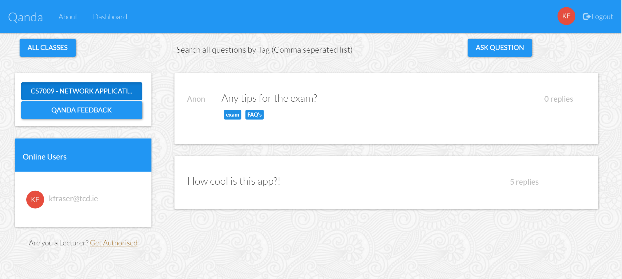 Qanda
About
Dashboard
KF
Logout
ALL CLASSES
Search all questions by Tag (Comma seperated list)
ASK QUESTION
CS7009 - NETWORK APPLICATI...
QANDA FEEDBACK
Online Users
KF
kfraser@tcd.ie
Are you a Lecturer? Get Authorised
Anon
Any tips for the exam?
0 replies
exam
FAQ's
How cool is this app?!
5 replies